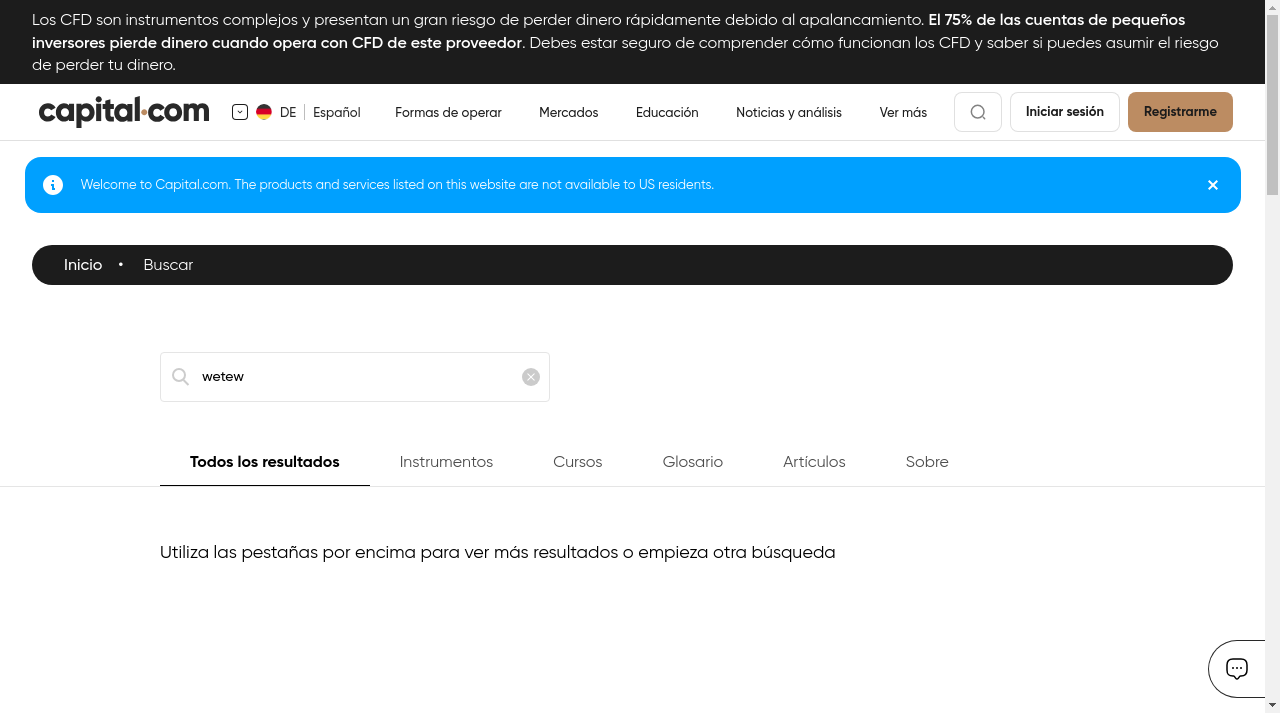 Los CFD son instrumentos complejos y presentan un gran riesgo de perder dinero rápidamente debido al apalancamiento. El 75% de las cuentas de pequeños
inversores pierde dinero cuando opera con CFD de este proveedor. Debes estar seguro de comprender cómo funcionan los CFD y saber si puedes asumir el riesgo
de perder tu dinero.
capital.com DE Español Formas de operar Mercados Educación Noticias y análisis Ver más Iniciar sesión Registrarme
Welcome to Capital.com. The products and services listed on this website are not available to US residents.
Inicio • Buscar
wetew
Todos los resultados Instrumentos Cursos Glosario Artículos Sobre
Utiliza las pestañas por encima para ver más resultados o empieza otra búsqueda